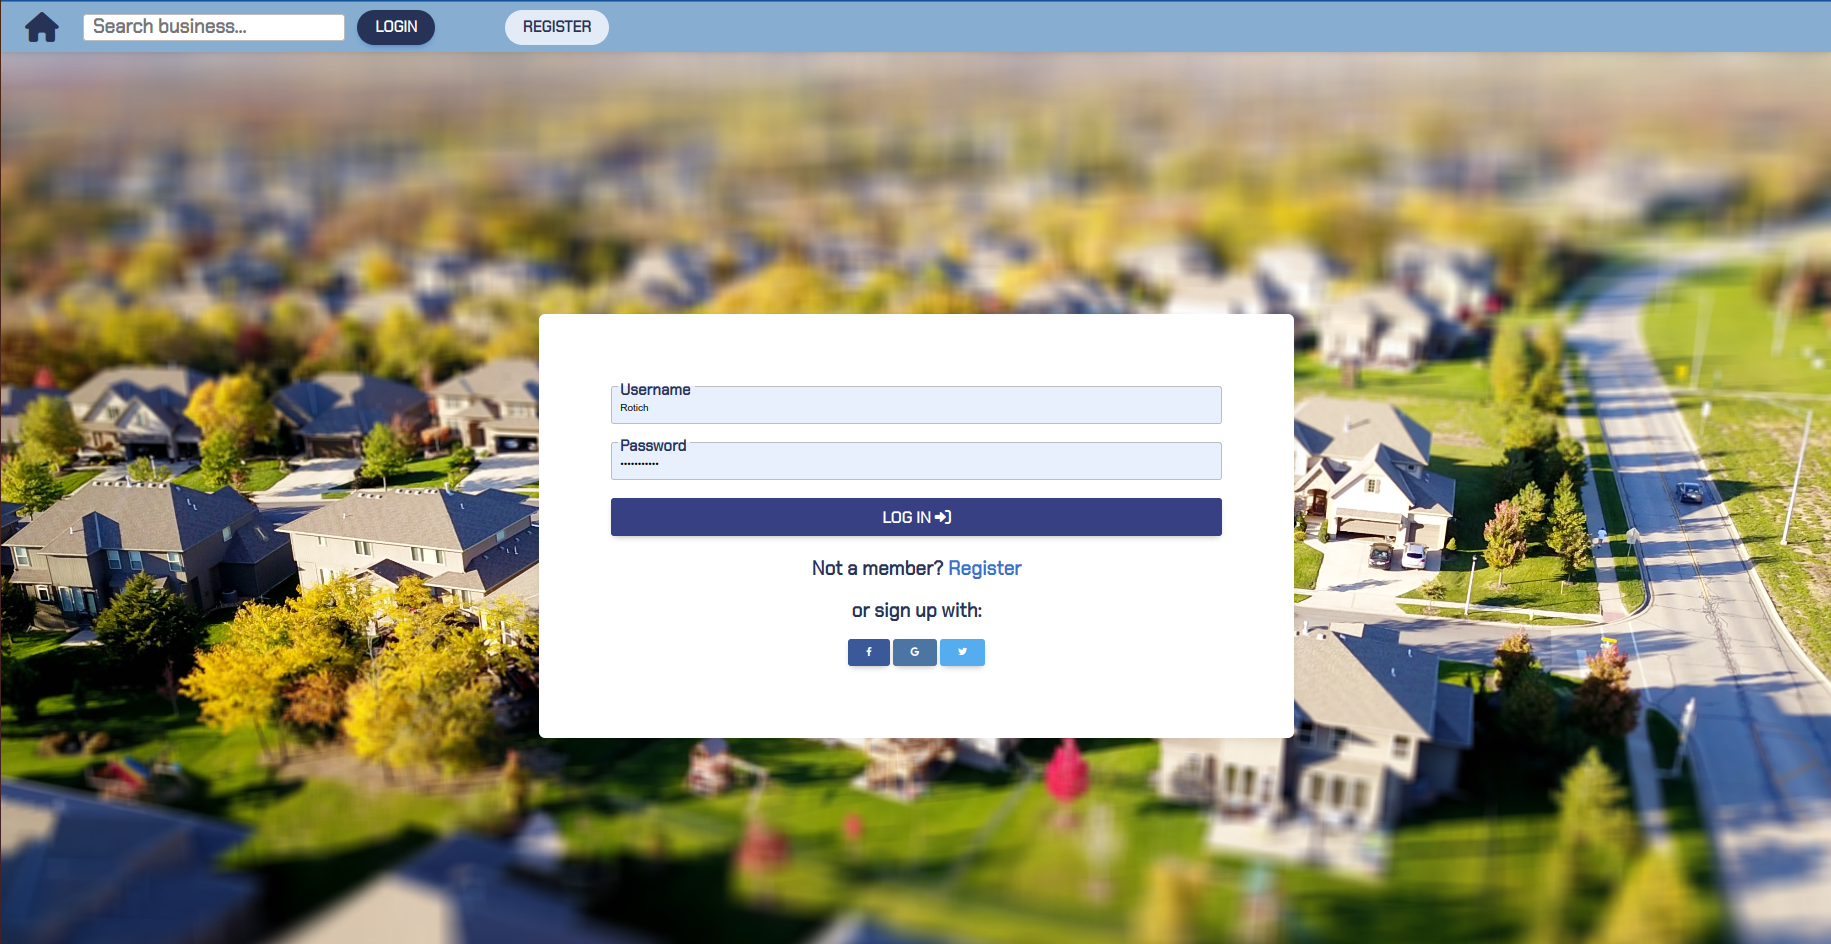 Search business...
LOGIN
REGISTER
Username
Rotich
Password
•••••••••••
LOG IN
Not a member? Register
or sign up with: